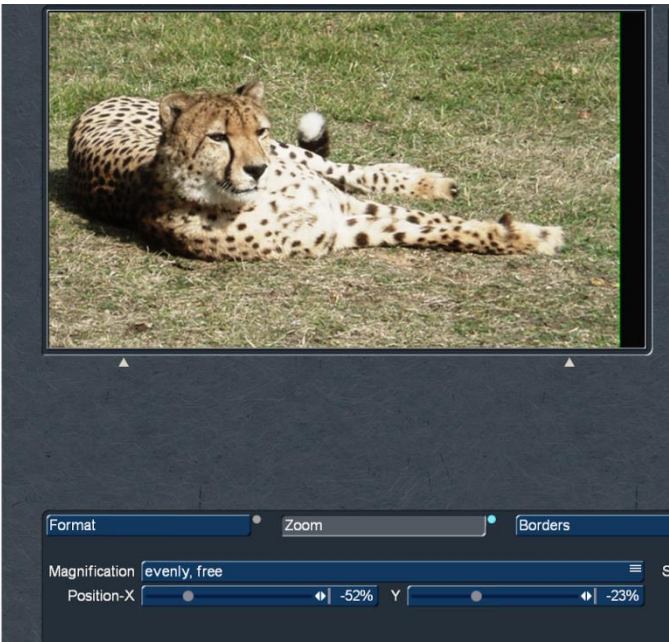 Format Zoom Borders
Magnification evenly, free S
Position-X -52% Y -23%